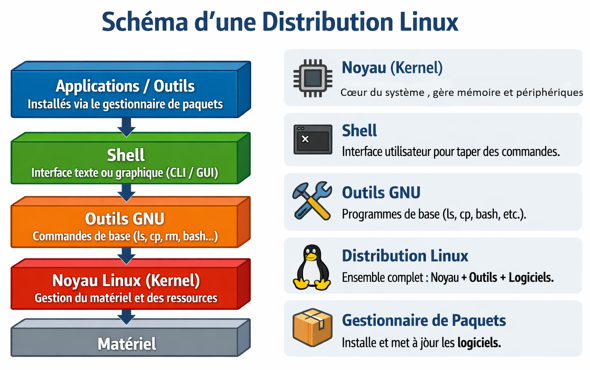 Schéma d'une Distribution Linux
Applications / Outils
Installés via le gestionnaire de paquets
Shell
Interface texte ou graphique (CLI / GUI)
Outils GNU
Commandes de base (ls, cp, rm, bash...)
Noyau Linux (Kernel)
Gestion du matériel et des ressources
Matériel
Noyau (Kernel)
Cœur du système , gère mémoire et périphériques
Shell
Interface utilisateur pour taper des commandes.
Outils GNU
Programmes de base (ls, cp, bash, etc.).
Distribution Linux
Ensemble complet : Noyau + Outils + Logiciels.
Gestionnaire de Paquets
Installe et met à jour les logiciels.